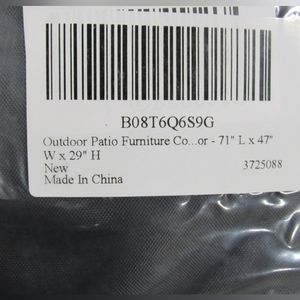 B08T6Q6S9G
Outdoor Patio Furniture Co...or - 71" L x 47"
W x 29" H
New 3725088
Made In China